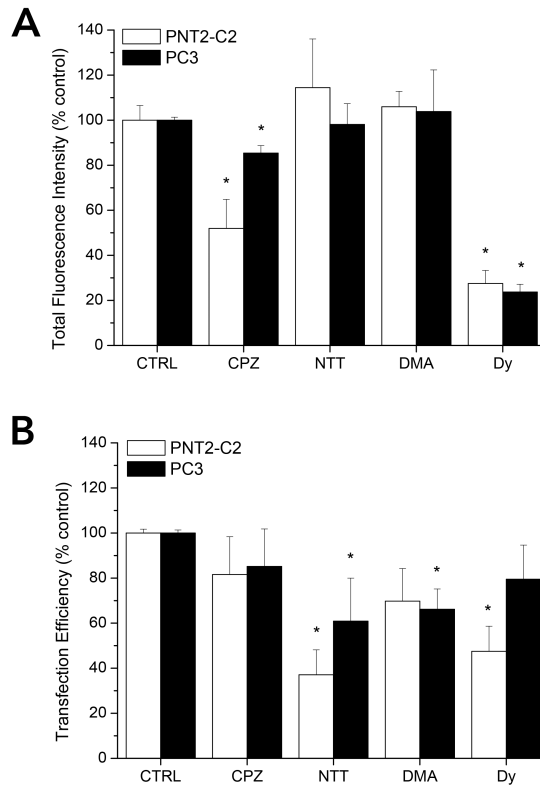 A
Total Fluorescence Intensity (% control)
140
120
100
80
60
40
20
0
PNT2-C2
PC3
* * * *
CTRL CPZ NTT DMA Dy
B
Transfection Efficiency (% control)
140
120
100
80
60
40
20
0
PNT2-C2
PC3
* * * *
CTRL CPZ NTT DMA Dy